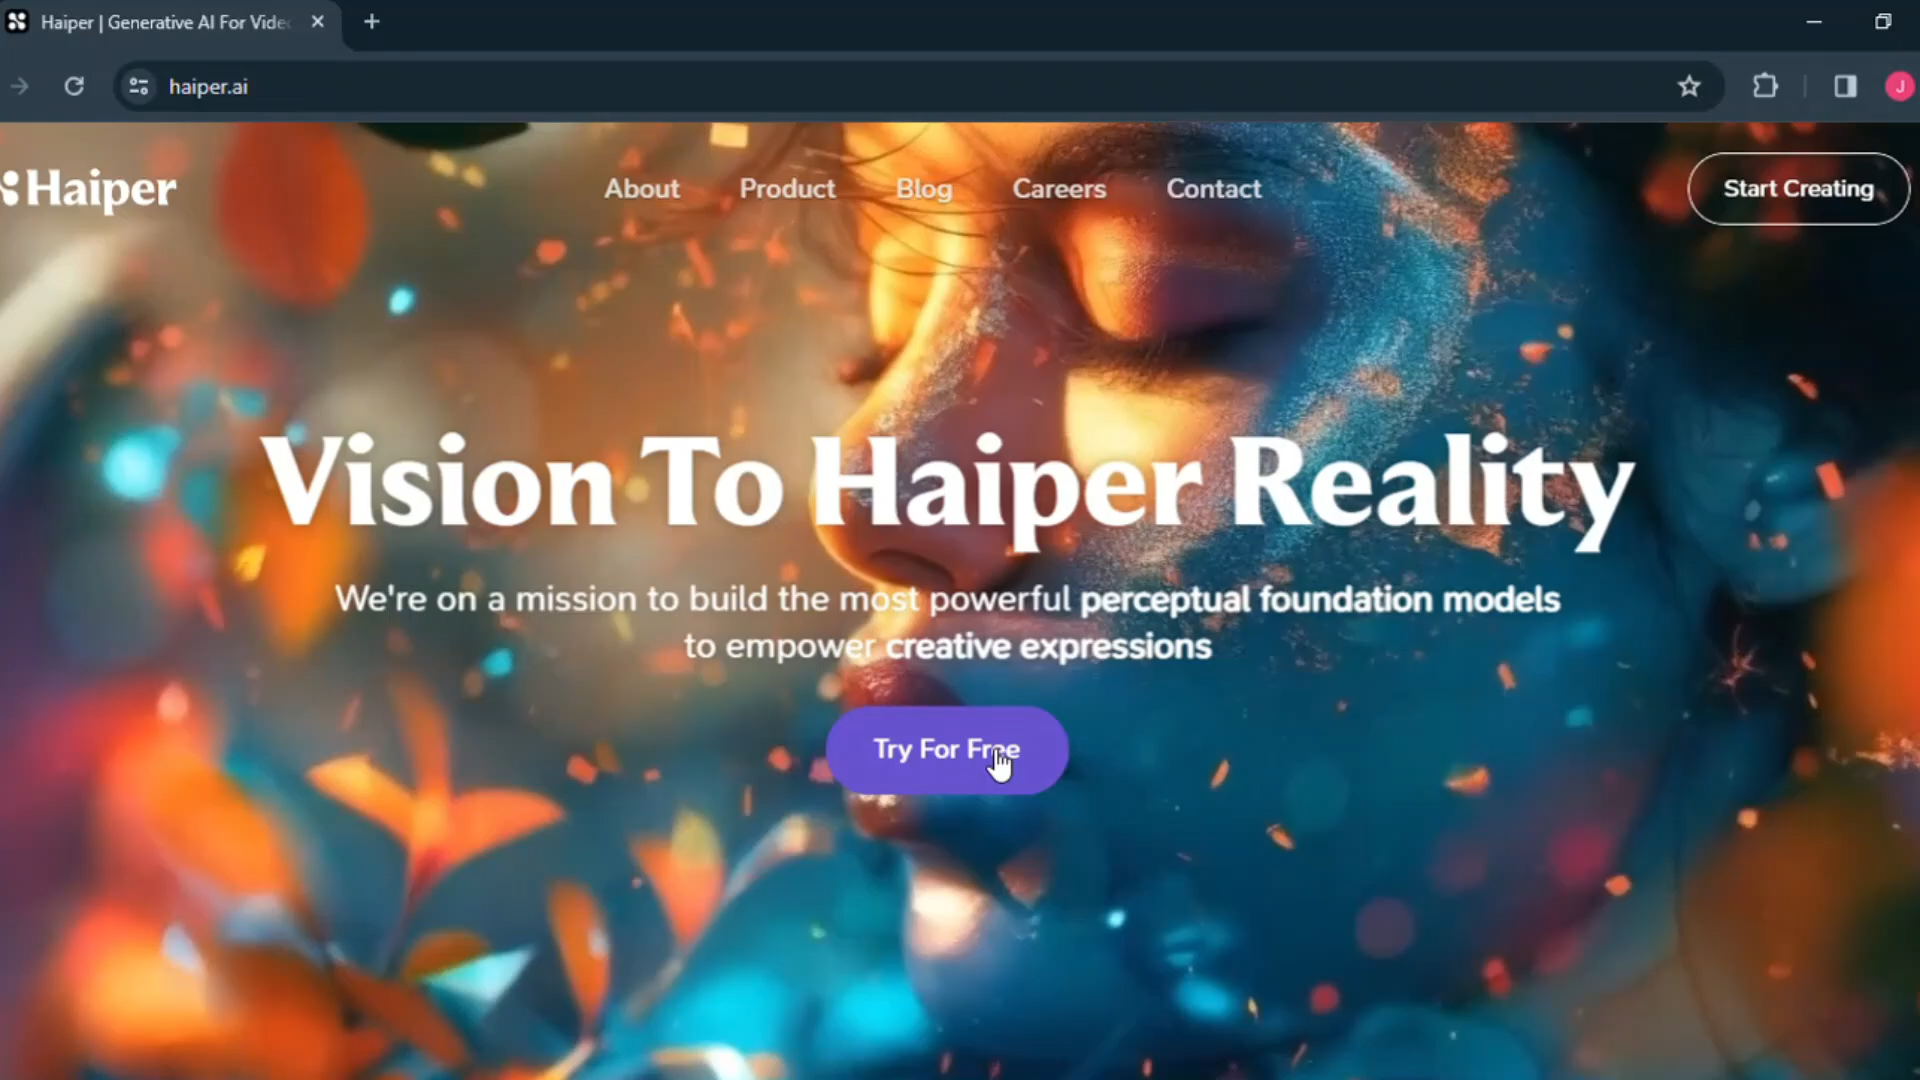 Haiper | Generative AI For Vide
haiper.ai
J
Haiper
About
Product
Blog
Careers
Contact
Start Creating
Vision To Haiper Reality
We're on a mission to build the most powerful perceptual foundation models
to empower creative expressions
Try For Free